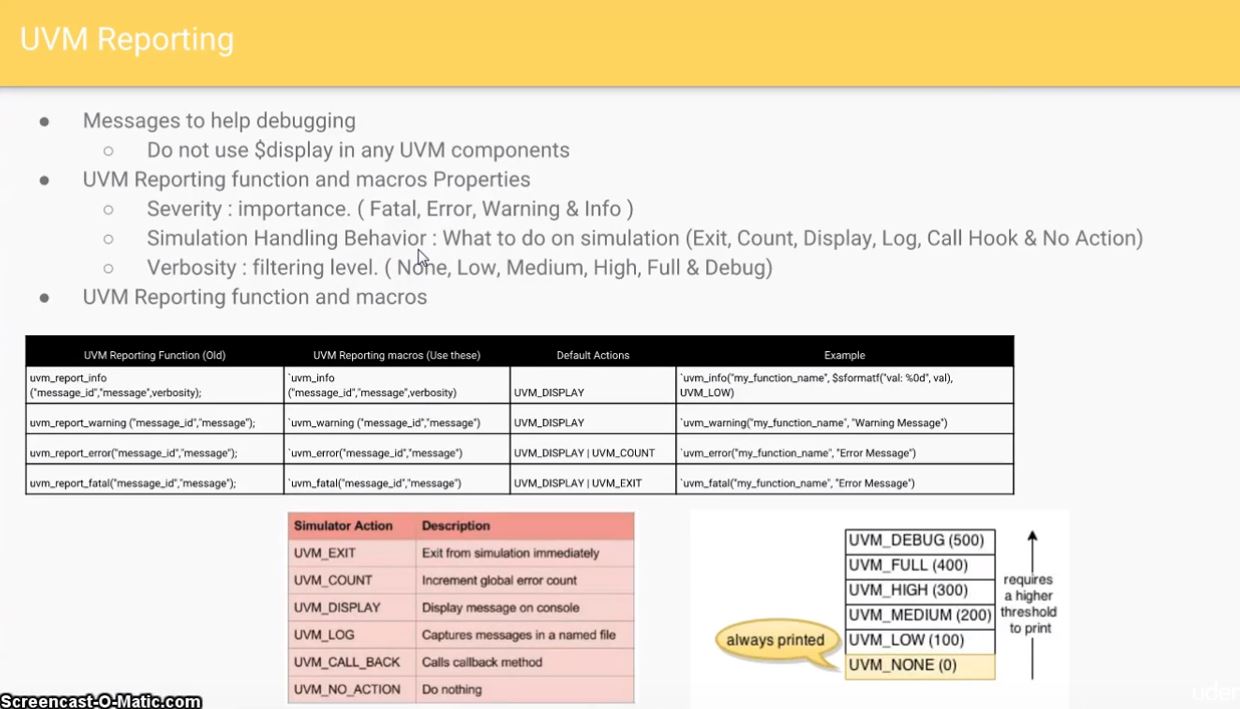 UVM Reporting
● Messages to help debugging
○ Do not use $display in any UVM components
● UVM Reporting function and macros Properties
○ Severity : importance. ( Fatal, Error, Warning & Info )
○ Simulation Handling Behavior : What to do on simulation (Exit, Count, Display, Log, Call Hook & No Action)
○ Verbosity : filtering level. ( None, Low, Medium, High, Full & Debug)
● UVM Reporting function and macros
UVM Reporting Function (Old) UVM Reporting macros (Use these) Default Actions Example
uvm_report_info `uvm_info `uvm_info("my_function_name", $sformatf("val: %0d", val),
("message_id","message",verbosity); ("message_id","message",verbosity) UVM_DISPLAY UVM_LOW)
uvm_report_warning ("message_id","message"); `uvm_warning ("message_id","message") UVM_DISPLAY `uvm_warning("my_function_name", "Warning Message")
uvm_report_error("message_id","message"); `uvm_error("message_id","message") UVM_DISPLAY | UVM_COUNT `uvm_error("my_function_name", "Error Message")
uvm_report_fatal("message_id","message"); `uvm_fatal("message_id","message") UVM_DISPLAY | UVM_EXIT `uvm_fatal("my_function_name", "Error Message")
Simulator Action Description
UVM_EXIT Exit from simulation immediately
UVM_COUNT Increment global error count
UVM_DISPLAY Display message on console
UVM_LOG Captures messages in a named file
UVM_CALL_BACK Calls callback method
UVM_NO_ACTION Do nothing
UVM_DEBUG (500)
UVM_FULL (400)
UVM_HIGH (300)
UVM_MEDIUM (200)
UVM_LOW (100)
UVM_NONE (0)
always printed
requires
a higher
threshold
to print
Screencast-O-Matic.com